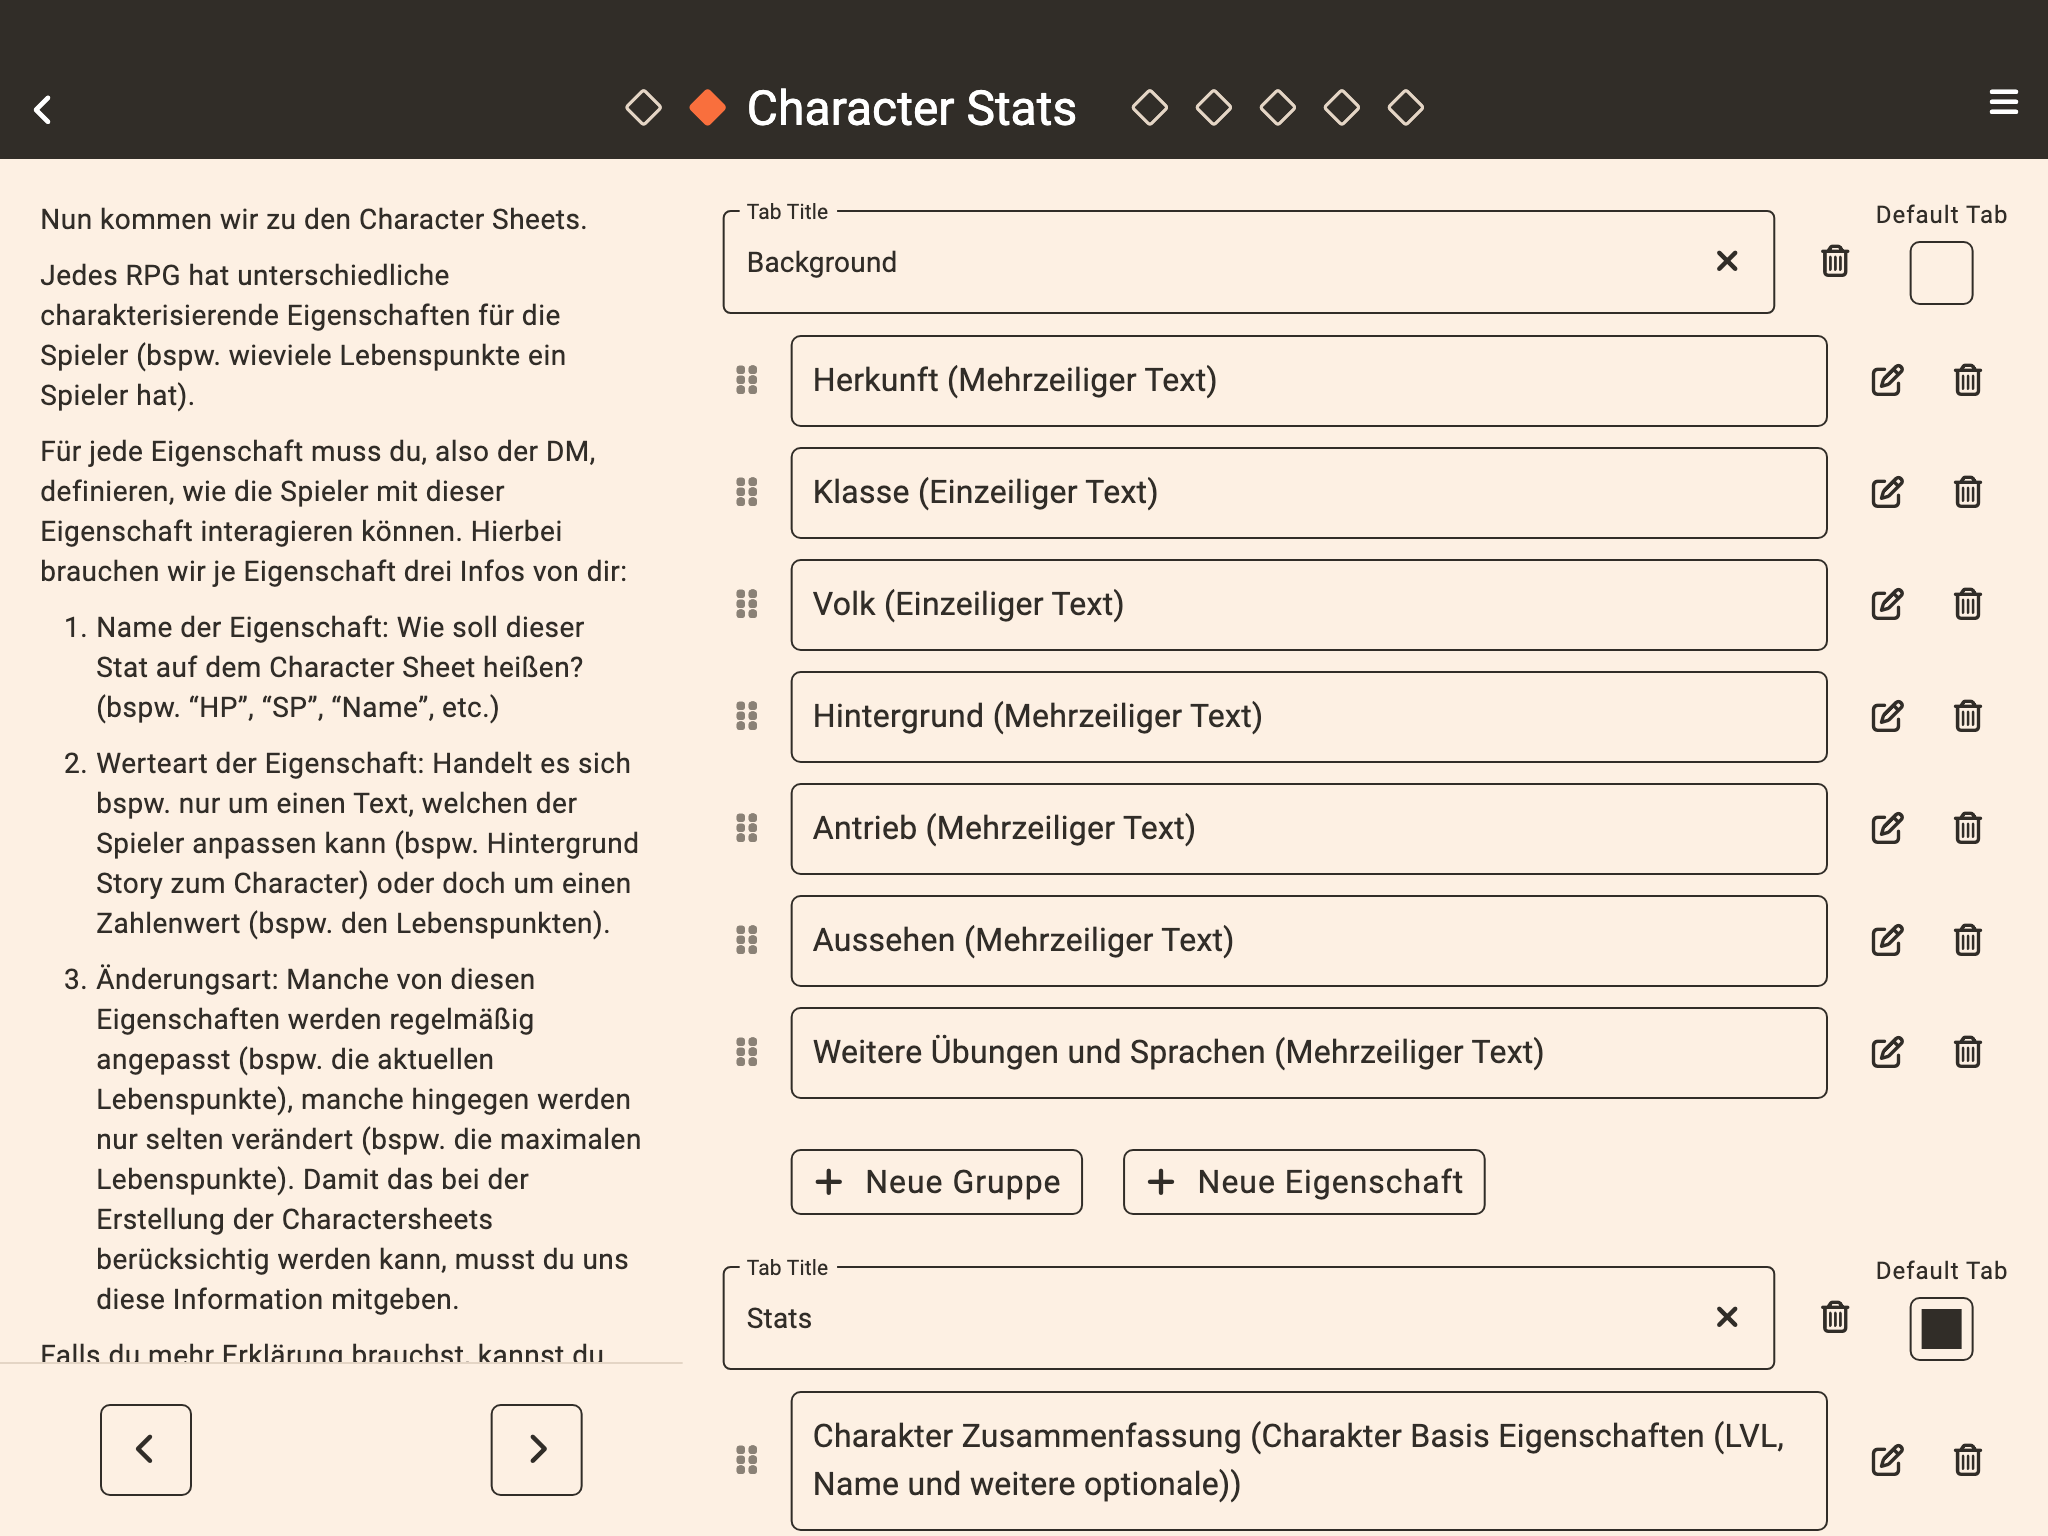 Character Stats
Nun kommen wir zu den Character Sheets.
Jedes RPG hat unterschiedliche
charakterisierende Eigenschaften für die
Spieler (bspw. wieviele Lebenspunkte ein
Spieler hat).
Für jede Eigenschaft muss du, also der DM,
definieren, wie die Spieler mit dieser
Eigenschaft interagieren können. Hierbei
brauchen wir je Eigenschaft drei Infos von dir:
1. Name der Eigenschaft: Wie soll dieser
Stat auf dem Character Sheet heißen?
(bspw. “HP”, “SP”, “Name”, etc.)
2. Werteart der Eigenschaft: Handelt es sich
bspw. nur um einen Text, welchen der
Spieler anpassen kann (bspw. Hintergrund
Story zum Character) oder doch um einen
Zahlenwert (bspw. den Lebenspunkten).
3. Änderungsart: Manche von diesen
Eigenschaften werden regelmäßig
angepasst (bspw. die aktuellen
Lebenspunkte), manche hingegen werden
nur selten verändert (bspw. die maximalen
Lebenspunkte). Damit das bei der
Erstellung der Charactersheets
berücksichtig werden kann, musst du uns
diese Information mitgeben.
Falls du mehr Erklärung brauchst, kannst du
Tab Title
Background
Default Tab
Herkunft (Mehrzeiliger Text)
Klasse (Einzeiliger Text)
Volk (Einzeiliger Text)
Hintergrund (Mehrzeiliger Text)
Antrieb (Mehrzeiliger Text)
Aussehen (Mehrzeiliger Text)
Weitere Übungen und Sprachen (Mehrzeiliger Text)
+ Neue Gruppe
+ Neue Eigenschaft
Tab Title
Stats
Default Tab
Charakter Zusammenfassung (Charakter Basis Eigenschaften (LVL,
Name und weitere optionale))